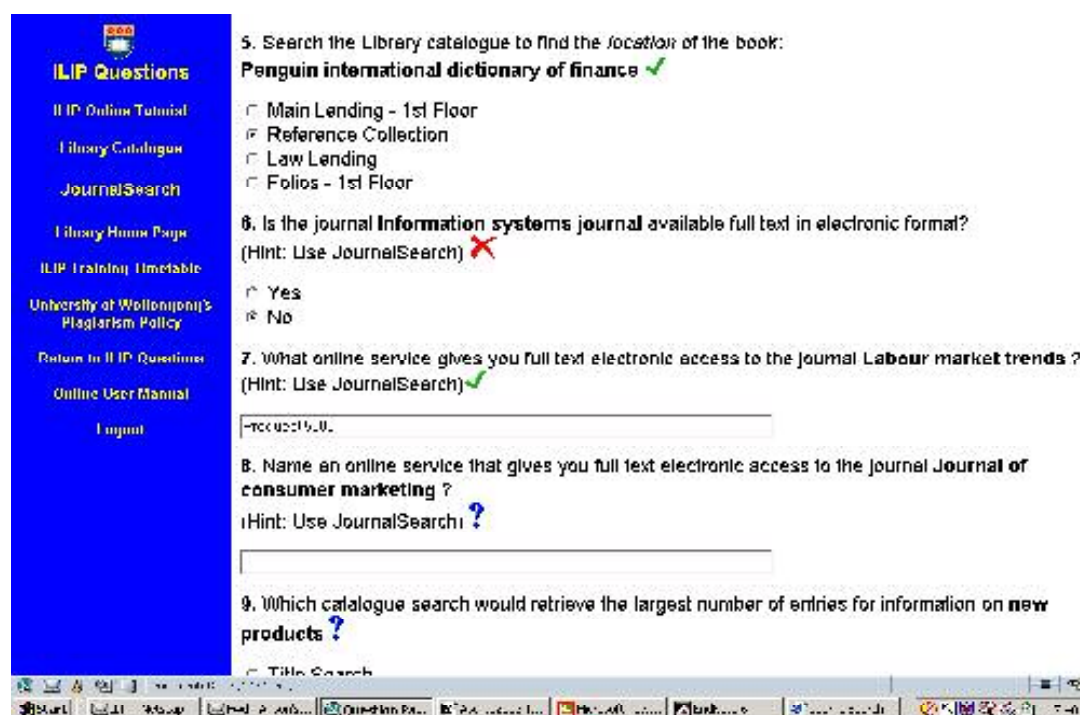 ILIP Questions
ILIP Online Tutorial
Library Catalogue
JournalSearch
Library Home Page
ILIP Training Timetable
University of Wollongong's
Plagiarism Policy
Return to ILIP Questions
Online User Manual
Logout
5. Search the Library catalogue to find the location of the book:
Penguin international dictionary of finance
Main Lending - 1st Floor
Reference Collection
Law Lending
Folios - 1st Floor
6. Is the journal Information systems journal available full text in electronic format?
(Hint: Use JournalSearch)
Yes
No
7. What online service gives you full text electronic access to the journal Labour market trends ?
(Hint: Use JournalSearch)
8. Name an online service that gives you full text electronic access to the journal Journal of
consumer marketing ?
(Hint: Use JournalSearch)
9. Which catalogue search would retrieve the largest number of entries for information on new
products
Title Search
Start